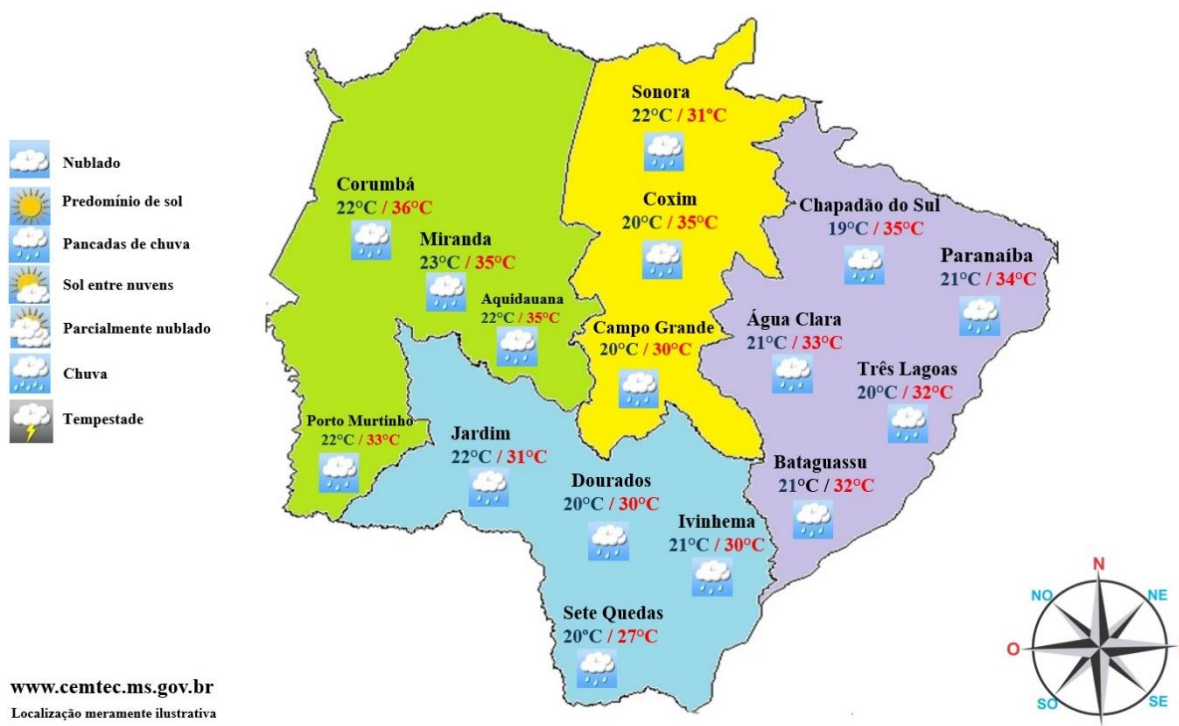 Nublado
Predomínio de sol
Pancadas de chuva
Sol entre nuvens
Parcialmente nublado
Chuva
Tempestade
Sonora
22°C / 31°C
Corumbá
22°C / 36°C
Coxim
20°C / 35°C
Chapadão do Sul
19°C / 35°C
Miranda
23°C / 35°C
Paranaíba
21°C / 34°C
Aquidauana
22°C / 35°C
Campo Grande
20°C / 30°C
Água Clara
21°C / 33°C
Três Lagoas
20°C / 32°C
Porto Murtinho
22°C / 33°C
Jardim
22°C / 31°C
Dourados
20°C / 30°C
Bataguassu
21°C / 32°C
Ivinhema
21°C / 30°C
Sete Quedas
20ºC / 27°C
N
NO
NE
O
SO
SE
www.cemtec.ms.gov.br
Localização meramente ilustrativa